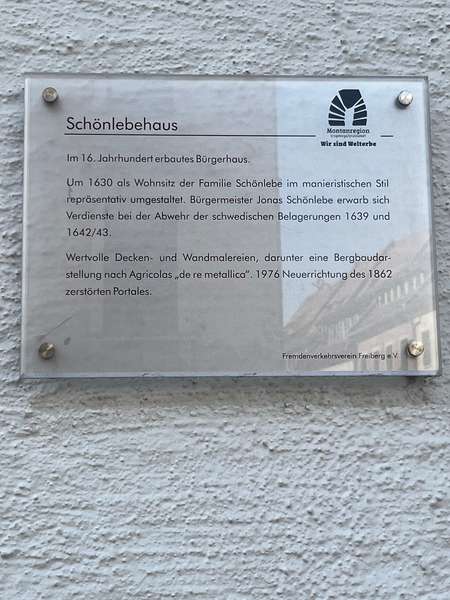 Schönlebehaus
Montanregion
Erzgebirge/Krušnohoří
Wir sind Welterbe
Im 16. Jahrhundert erbautes Bürgerhaus.
Um 1630 als Wohnsitz der Familie Schönlebe im manieristischen Stil
repräsentativ umgestaltet. Bürgermeister Jonas Schönlebe erwarb sich
Verdienste bei der Abwehr der schwedischen Belagerungen 1639 und
1642/43.
Wertvolle Decken- und Wandmalereien, darunter eine Bergbaudar-
stellung nach Agricolas „de re metallica“. 1976 Neuerrichtung des 1862
zerstörten Portales.
Fremdenverkehrsverein Freiberg e.V.